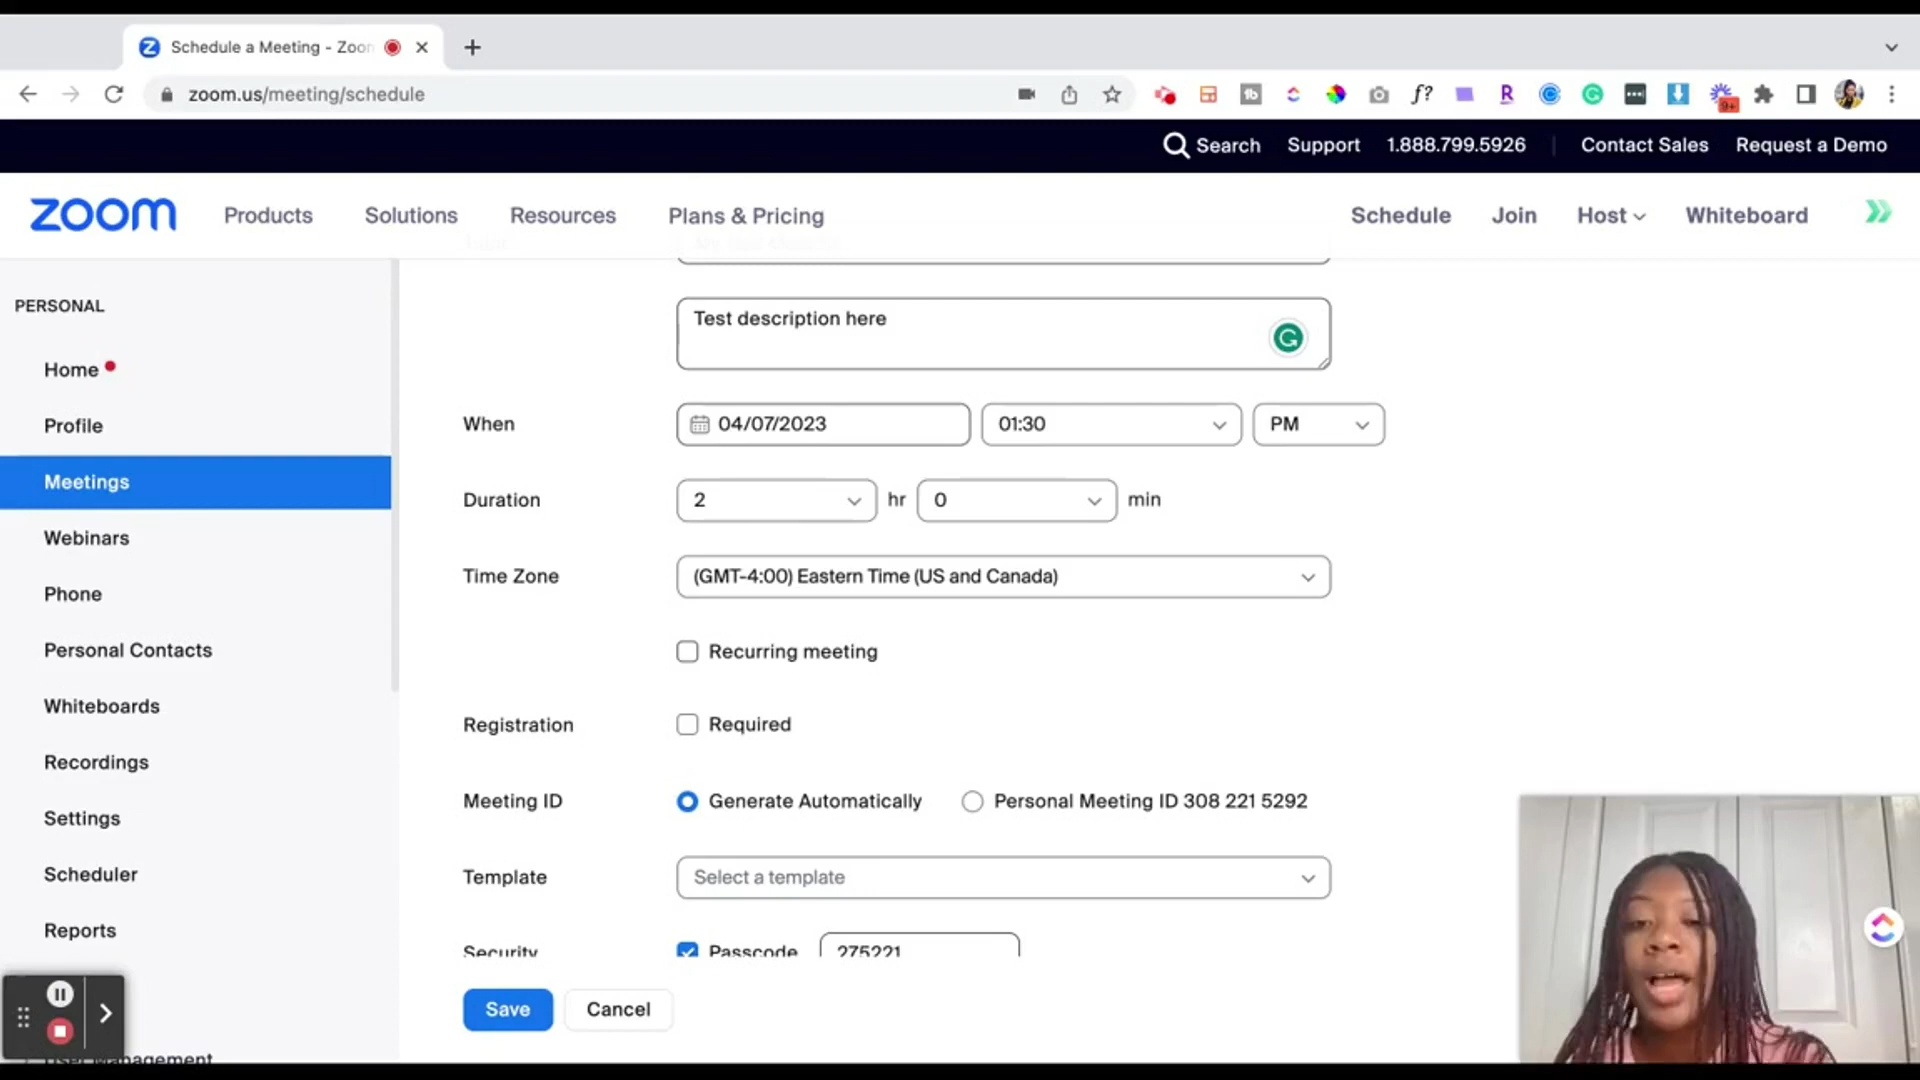 Schedule a Meeting - Zoom
zoom.us/meeting/schedule
f?
R
9+
Search Support 1.888.799.5926 Contact Sales Request a Demo
zoom Products Solutions Resources Plans & Pricing Schedule Join Host Whiteboard
PERSONAL
Home
Profile
Meetings
Webinars
Phone
Personal Contacts
Whiteboards
Recordings
Settings
Scheduler
Reports
User Management
Test description here
When 04/07/2023 01:30 PM
Duration 2 hr 0 min
Time Zone (GMT-4:00) Eastern Time (US and Canada)
Recurring meeting
Registration Required
Meeting ID Generate Automatically Personal Meeting ID 308 221 5292
Template Select a template
Security Passcode 275221
Save Cancel